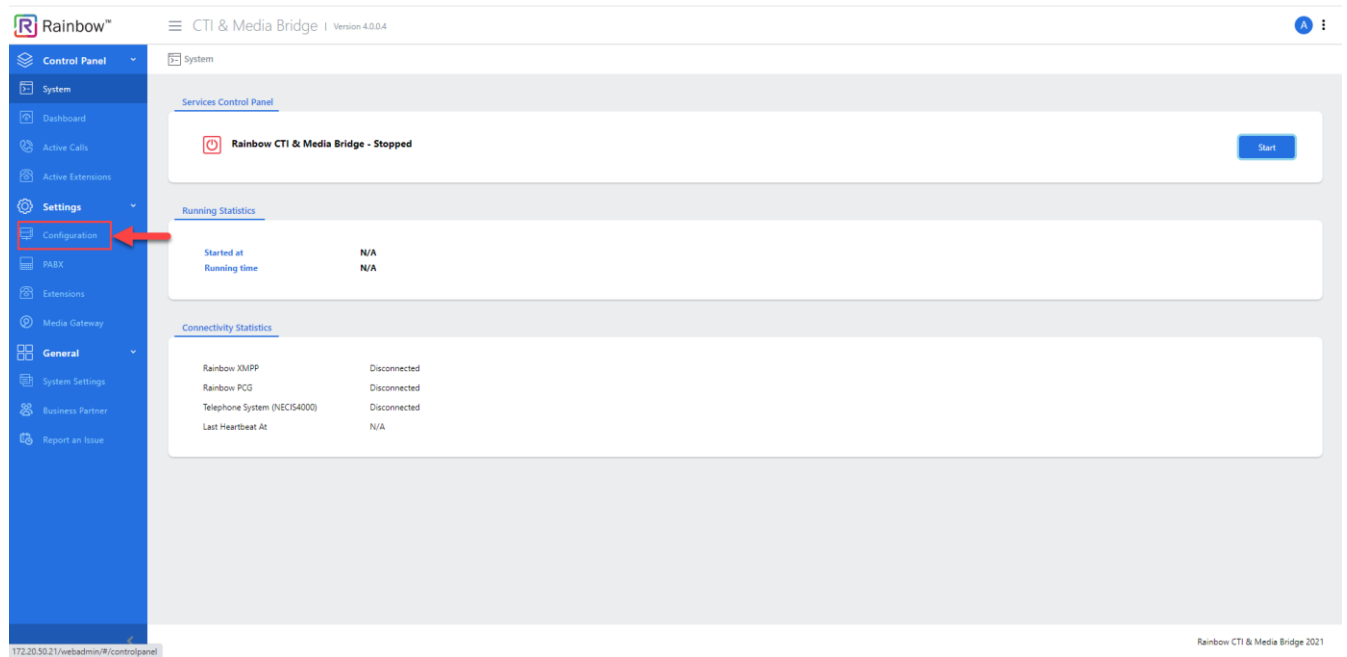 Rainbow™
CTI & Media Bridge | Version 4.0.0.4
A
Control Panel
System
Dashboard
Active Calls
Active Extensions
Settings
Configuration
PABX
Extensions
Media Gateway
General
System Settings
Business Partner
Report an Issue
System
Services Control Panel
Rainbow CTI & Media Bridge - Stopped
Start
Running Statistics
Started at N/A
Running time N/A
Connectivity Statistics
Rainbow XMPP Disconnected
Rainbow PCG Disconnected
Telephone System (NECIS4000) Disconnected
Last Heartbeat At N/A
172.20.50.21/webadmin/#/controlpanel
Rainbow CTI & Media Bridge 2021